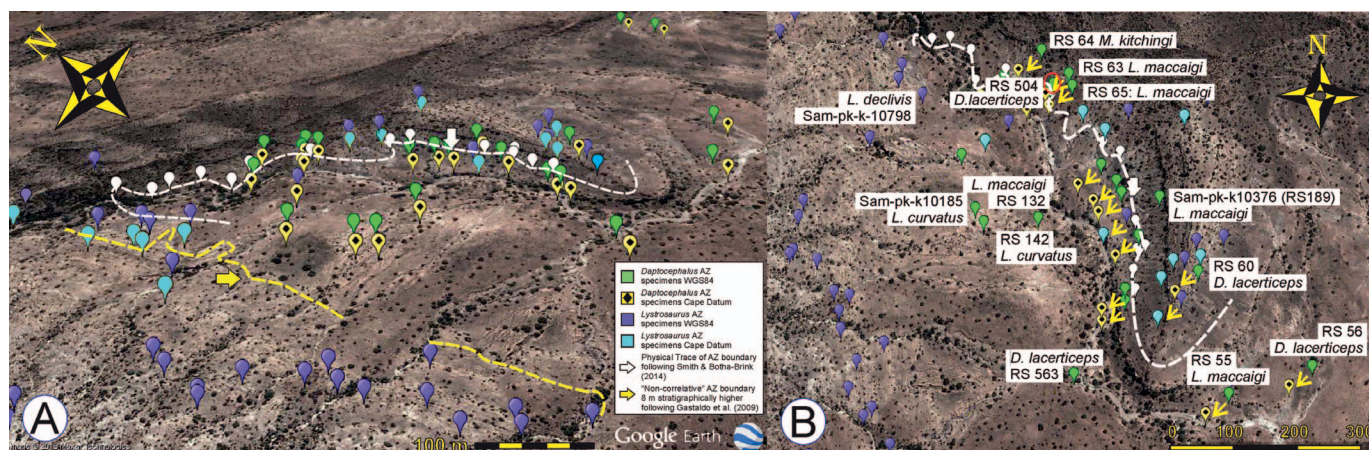 N
Daptocephalus AZ
specimens WGS84
Daptocephalus AZ
specimens Cape Datum
Lystrosaurus AZ
specimens WGS84
Lystrosaurus AZ
specimens Cape Datum
Physical Trace of AZ boundary
following Smith & Botha-Brink
(2014)
"Non-correlative" AZ boundary
8 m stratigraphically higher
following Gastaldo et al. (2009)
A
100 m
Google Earth
N
RS 64 M. kitchingi
RS 63 L. maccaigi
RS 504
D.lacerticeps
RS 65: L. maccaigi
L. declivis
Sam-pk-k-10798
L. maccaigi
RS 132
Sam-pk-k10185
L. curvatus
Sam-pk-k10376 (RS189)
L. maccaigi
RS 142
L. curvatus
RS 60
D. lacerticeps
RS 56
D. lacerticeps
D. lacerticeps
RS 563
RS 55
L. maccaigi
B
0 100 200 300